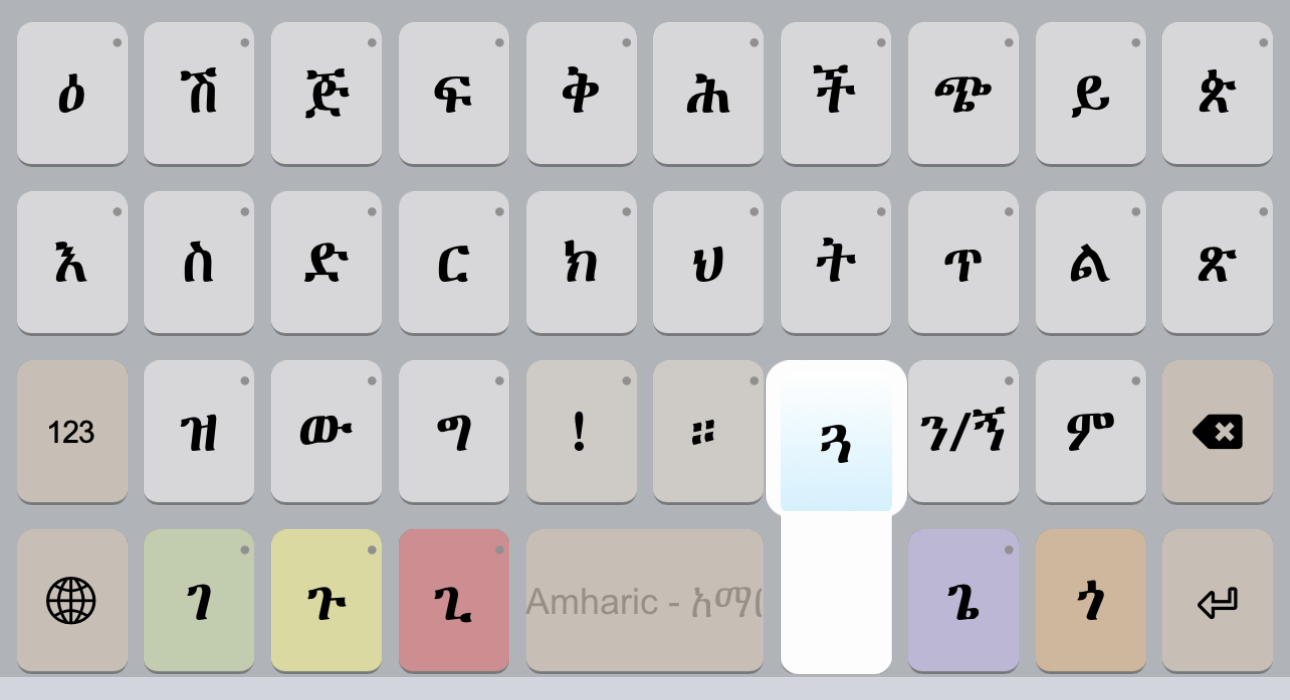 ዕ ሽ ጅ ፍ ቅ ሕ ች ጭ ይ ጵ
እ ስ ድ ር ክ ህ ት ጥ ል ጽ
123 ዝ ው ግ ! ። ጓ ን/ኝ ም
ገ ጉ ጊ Amharic - አማ ጌ ጎ